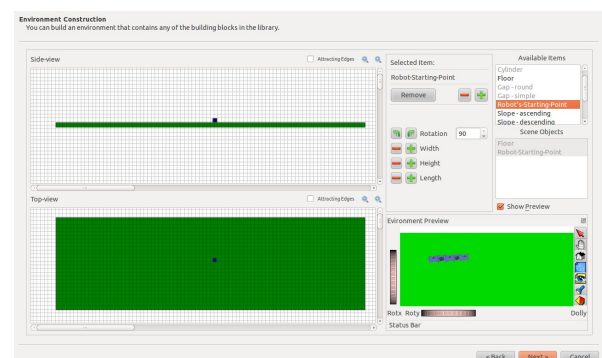 Environment Construction
You can build an environment that contains any of the building blocks in the library.
Side-view
Attracting Edges
Selected Item:
Robot-Starting-Point
Remove
Rotation 90
Width
Height
Length
Available Items
Cylinder
Floor
Gap - round
Gap - simple
Robot's-Starting-Point
Slope - ascending
Slope - descending
Scene Objects
Floor
Robot-Starting-Point
Show Preview
Top-view
Attracting Edges
Evironment Preview
Rotx Roty
Dolly
Status Bar
< Back
Next >
Cancel